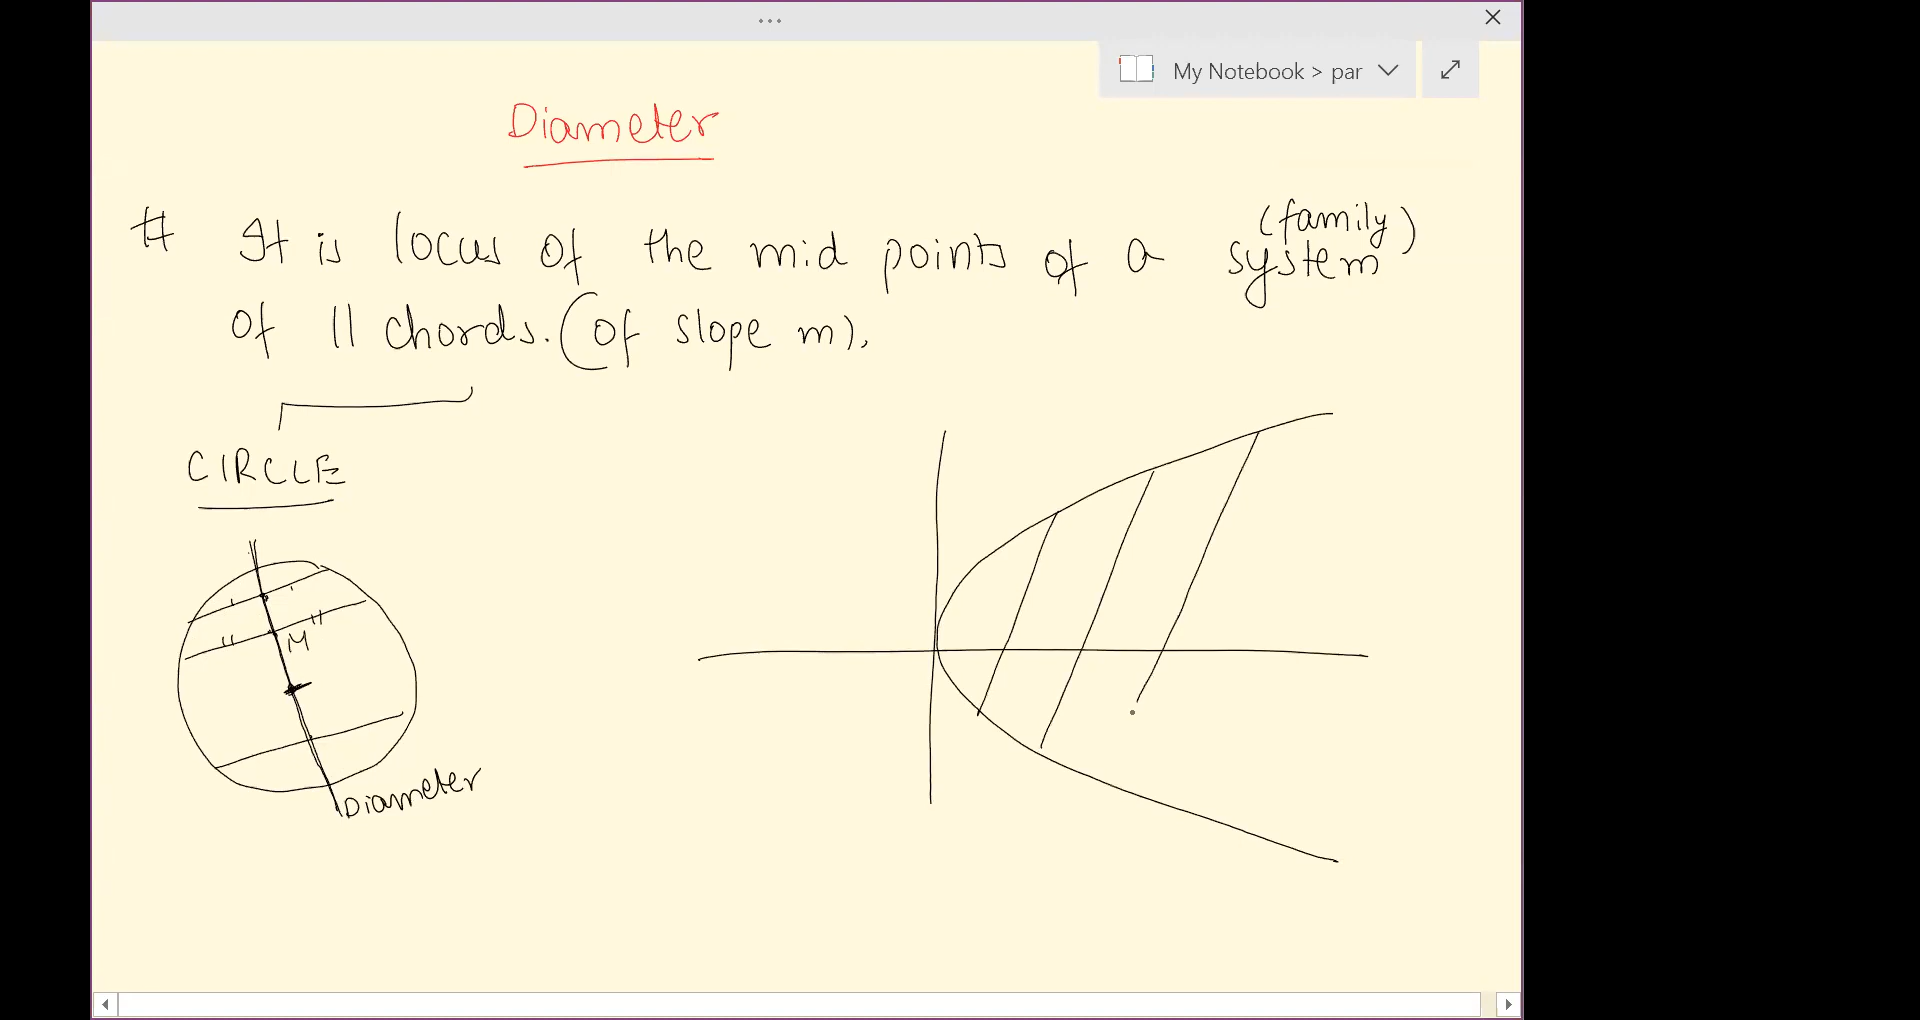 My Notebook > par
Diameter
# It is locus of the mid points of a system (family)
of || chords. (of slope m).
CIRCLE
M
Diameter